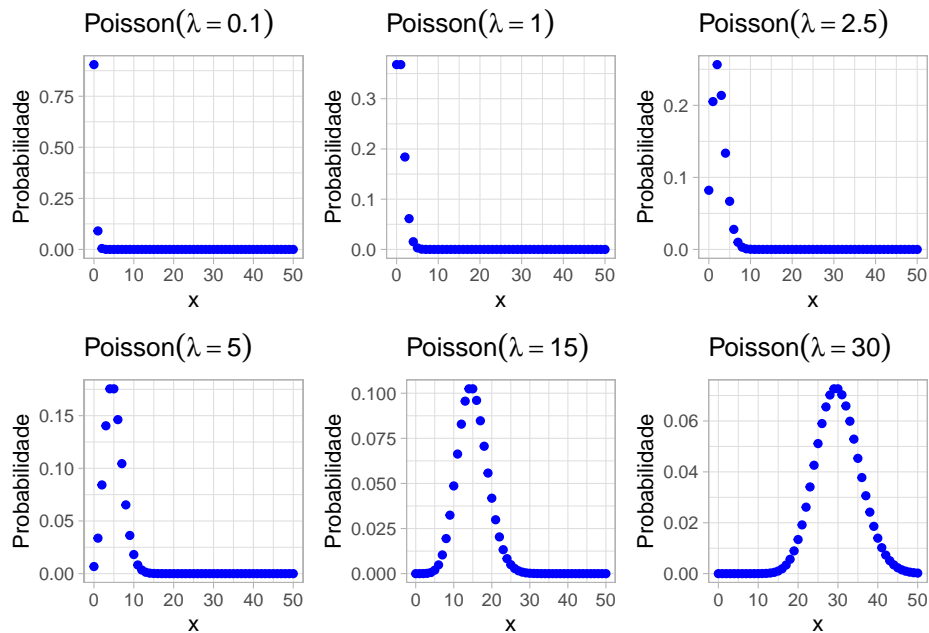 Poisson(λ = 0.1)
Poisson(λ = 1)
Poisson(λ = 2.5)
Probabilidade
0.75
0.50
0.25
0.00
0 10 20 30 40 50
x
Probabilidade
0.3
0.2
0.1
0.0
0 10 20 30 40 50
x
Probabilidade
0.2
0.1
0.0
0 10 20 30 40 50
x
Poisson(λ = 5)
Poisson(λ = 15)
Poisson(λ = 30)
Probabilidade
0.15
0.10
0.05
0.00
0 10 20 30 40 50
x
Probabilidade
0.100
0.075
0.050
0.025
0.000
0 10 20 30 40 50
x
Probabilidade
0.06
0.04
0.02
0.00
0 10 20 30 40 50
x